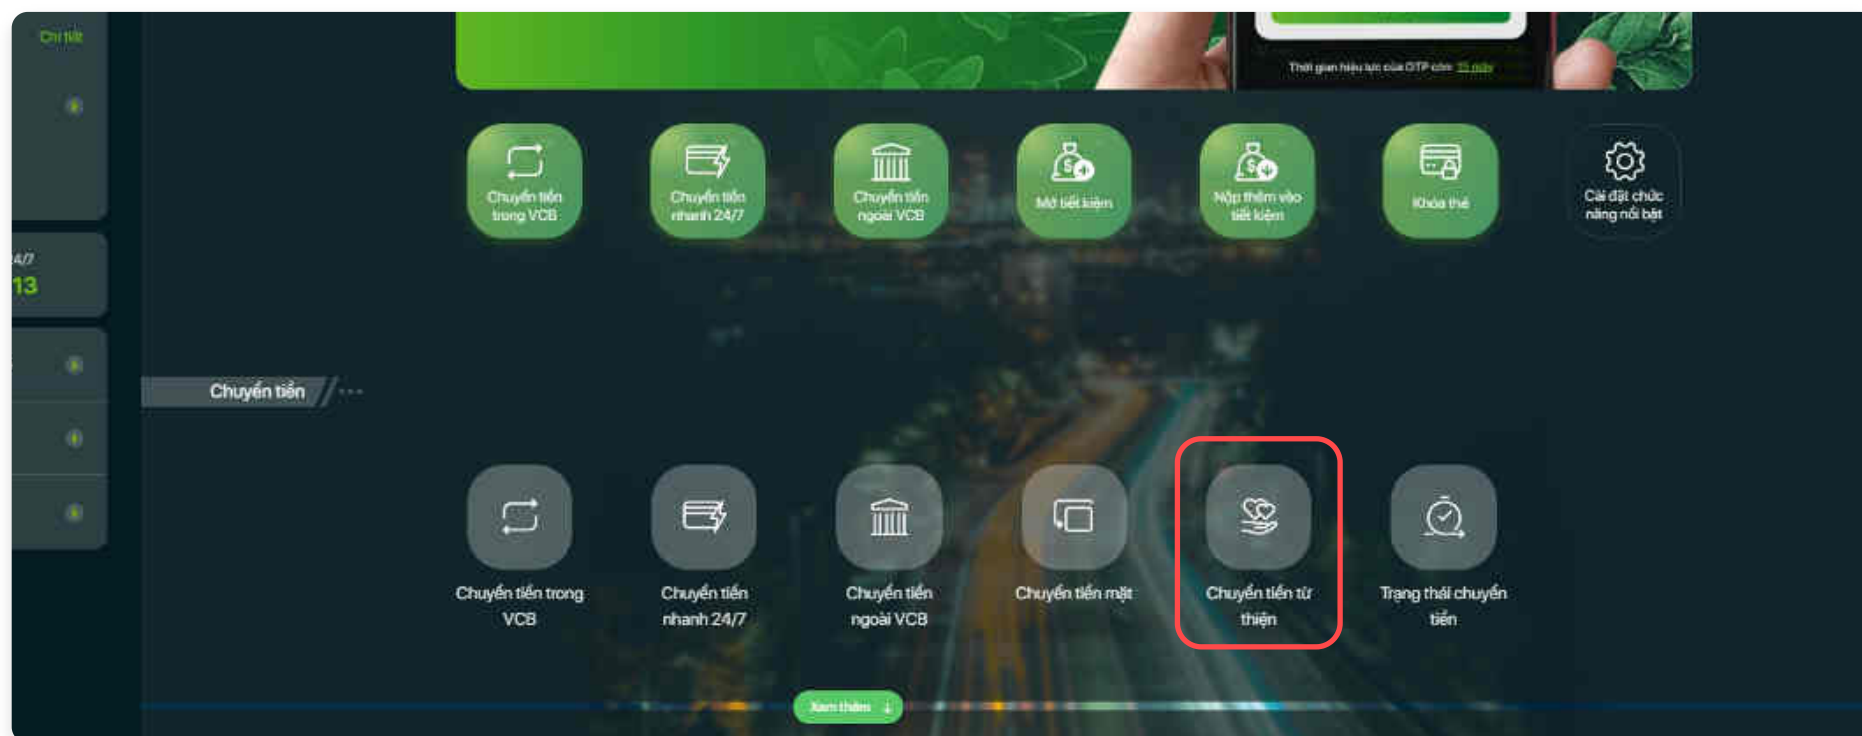 Chi tiết
Thời gian hiệu lực của OTP còn 15 giây
Chuyển tiền
trong VCB
Chuyển tiền
nhanh 24/7
Chuyển tiền
ngoài VCB
Mở tiết kiệm
Nộp thêm vào
tiết kiệm
Khóa thẻ
Cài đặt chức
năng nổi bật
24/7
13
Chuyển tiền
Chuyển tiền trong
VCB
Chuyển tiền
nhanh 24/7
Chuyển tiền
ngoài VCB
Chuyển tiền mặt
Chuyển tiền từ
thiện
Trạng thái chuyển
tiền
Xem thêm ↓